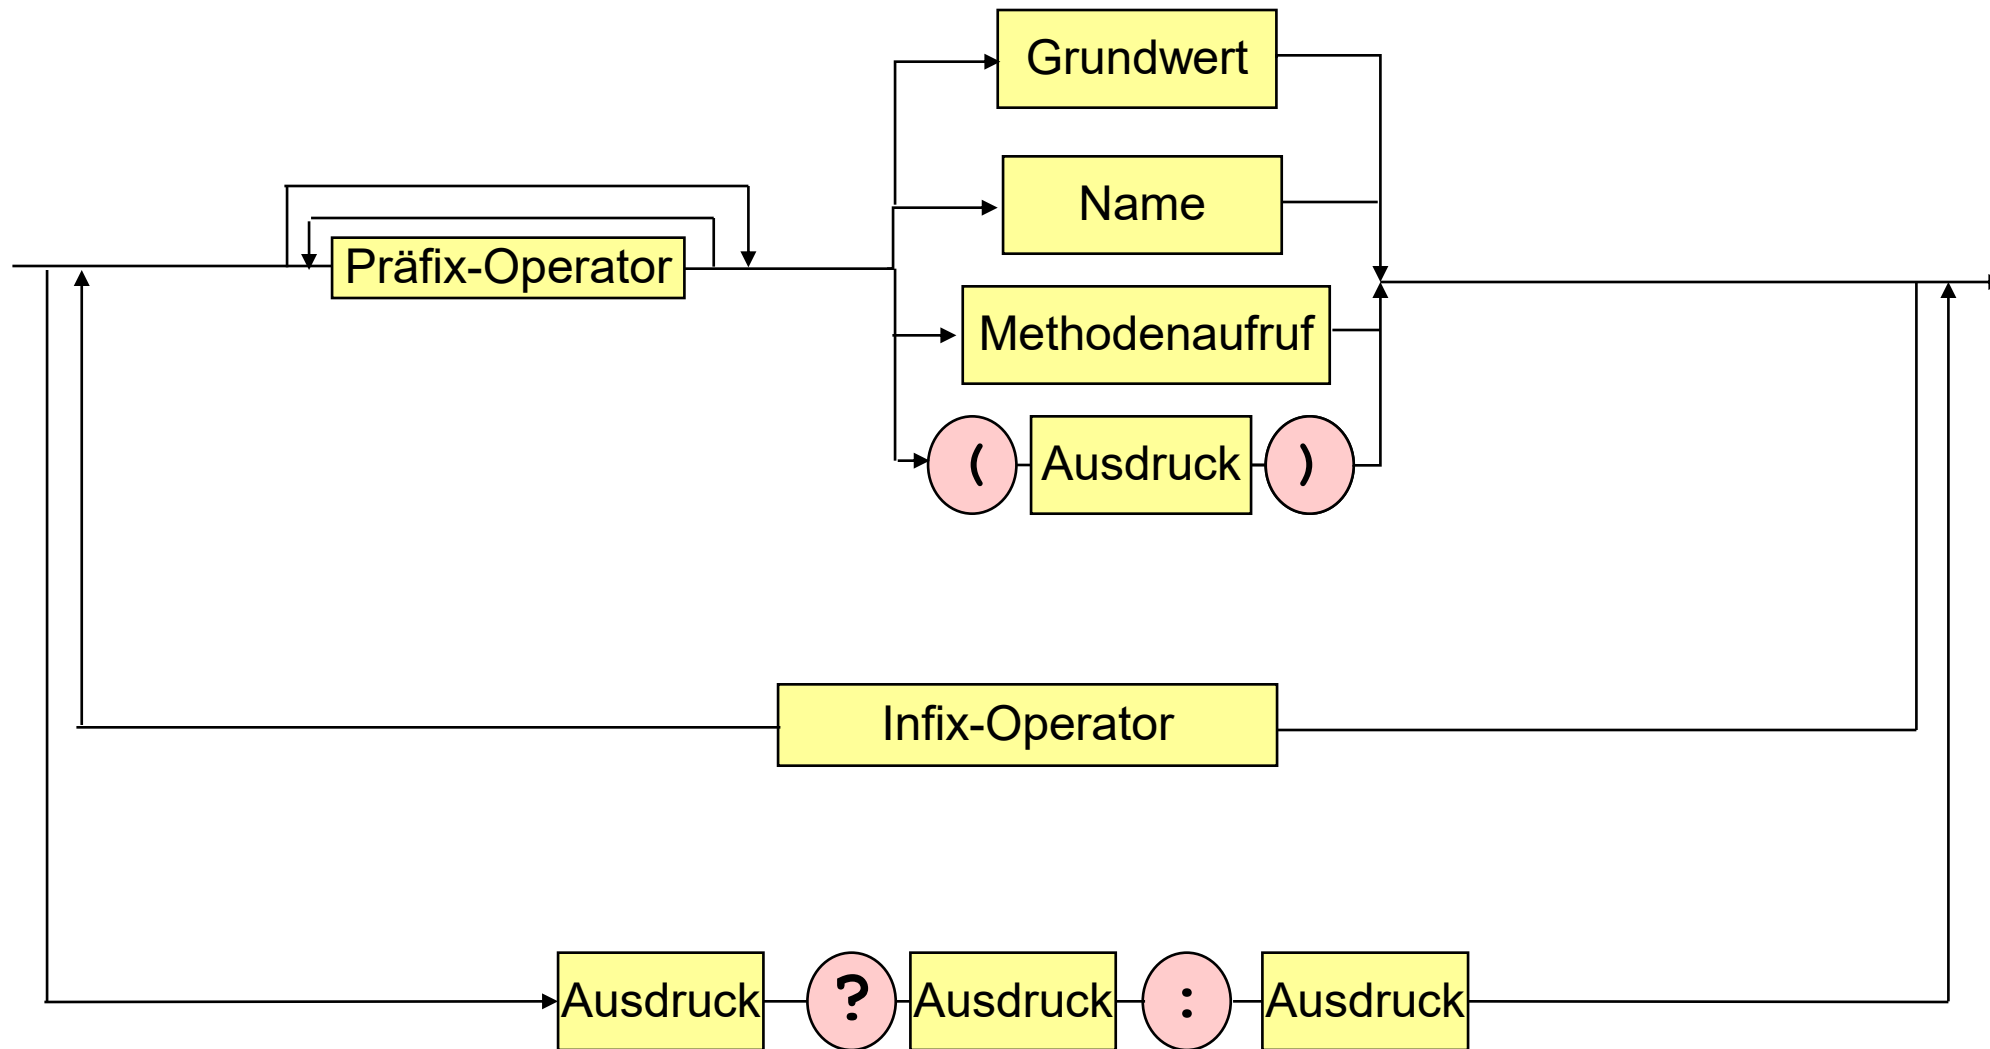 Grundwert
Name
Präfix-Operator
Methodenaufruf
( Ausdruck )
Infix-Operator
Ausdruck ? Ausdruck : Ausdruck